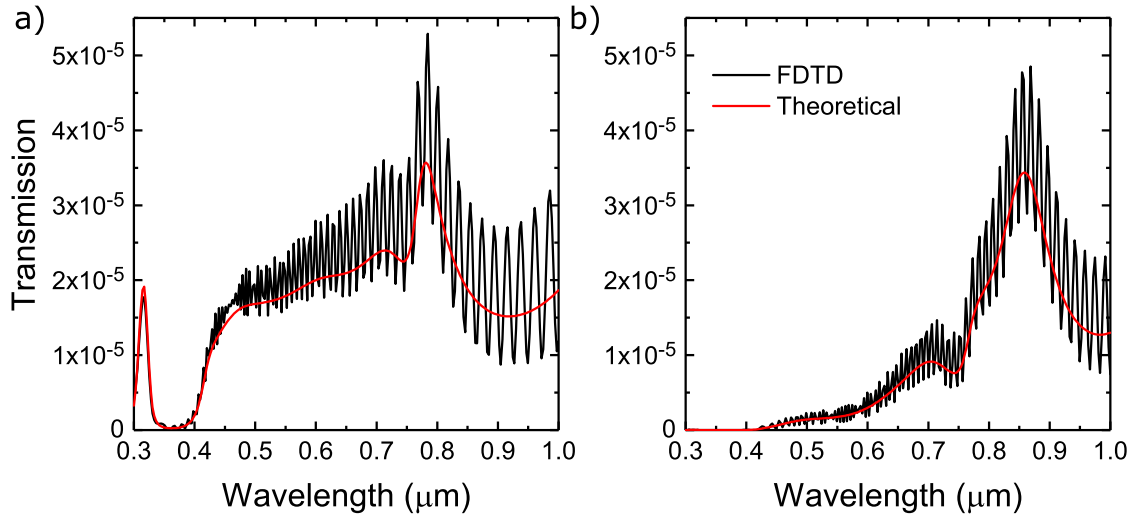 a)
5x10⁻⁵
4x10⁻⁵
3x10⁻⁵
2x10⁻⁵
1x10⁻⁵
0
Transmission
0.3 0.4 0.5 0.6 0.7 0.8 0.9 1.0
Wavelength (μm)
b)
FDTD
Theoretical
5x10⁻⁵
4x10⁻⁵
3x10⁻⁵
2x10⁻⁵
1x10⁻⁵
0
0.3 0.4 0.5 0.6 0.7 0.8 0.9 1.0
Wavelength (μm)